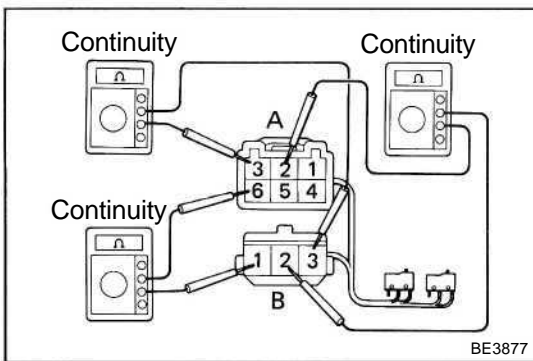 Continuity Continuity
Ω Ω
A
3 2 1
6 5 4
Continuity
Ω
1 2 3
B
BE3877